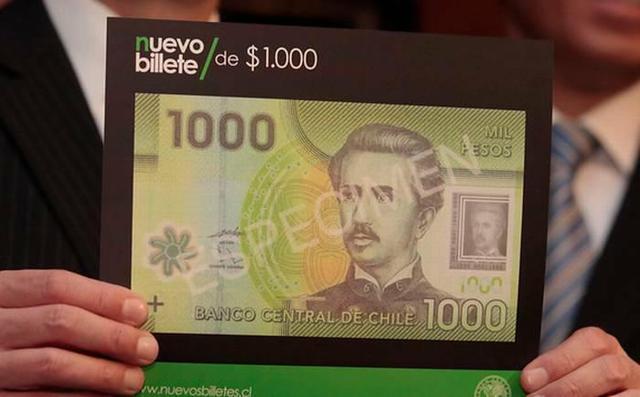 nuevo
billete / de $1.000
1000
MIL
PESOS
ESPECIMEN
BANCO CENTRAL DE CHILE 1000
www.nuevosbilletes.cl